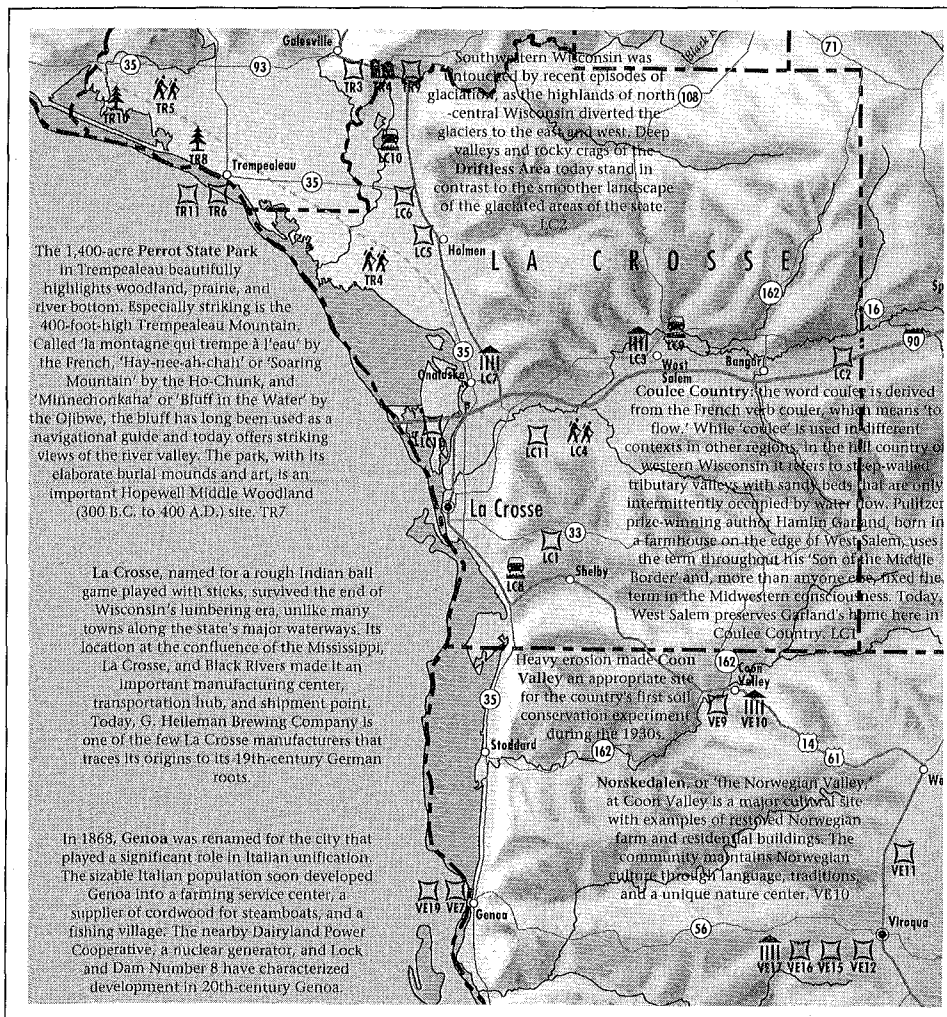 Galesville
35
93
TR3
TR4
TR9
71
108
Black
TR10
TR5
TR8
Trempealeau
35
TR11
TR6
LC10
LC6
LC5
Holmen
TR4
Southwestern Wisconsin was
untouched by recent episodes of
glaciation, as the highlands of north
-central Wisconsin diverted the
glaciers to the east and west. Deep
valleys and rocky crags of the
Driftless Area today stand in
contrast to the smoother landscape
of the glaciated areas of the state.
LC2
LA CROSSE
162
16
90
The 1,400-acre Perrot State Park
in Trempealeau beautifully
highlights woodland, prairie, and
river bottom. Especially striking is the
400-foot-high Trempealeau Mountain.
Called 'la montagne qui trempe à l'eau' by
the French, 'Hay-nee-ah-chah' or 'Soaring
Mountain' by the Ho-Chunk, and
'Minnechonkaha' or 'Bluff in the Water' by
the Ojibwe, the bluff has long been used as a
navigational guide and today offers striking
views of the river valley. The park, with its
elaborate burial mounds and art, is an
important Hopewell Middle Woodland
(300 B.C. to 400 A.D.) site. TR7
35
Onalaska
LC7
LC3
LC9
West
Salem
Bangor
LC2
LC11
LC4
La Crosse
33
LC1
LC8
Shelby
Coulee Country: the word coulee is derived
from the French verb couler, which means 'to
flow.' While 'coulee' is used in different
contexts in other regions, in the hill country of
western Wisconsin it refers to steep-walled
tributary valleys with sandy beds that are only
intermittently occupied by water flow. Pulitzer
prize-winning author Hamlin Garland, born in
a farmhouse on the edge of West Salem, uses
the term throughout his 'Son of the Middle
Border' and, more than anyone else, fixed the
term in the Midwestern consciousness. Today,
West Salem preserves Garland's home here in
Coulee Country. LC1
La Crosse, named for a rough Indian ball
game played with sticks, survived the end of
Wisconsin's lumbering era, unlike many
towns along the state's major waterways. Its
location at the confluence of the Mississippi,
La Crosse, and Black Rivers made it an
important manufacturing center,
transportation hub, and shipment point.
Today, G. Heileman Brewing Company is
one of the few La Crosse manufacturers that
traces its origins to its 19th-century German
roots.
Heavy erosion made Coon
Valley an appropriate site
for the country's first soil
conservation experiment
during the 1930s.
162
Coon
Valley
VE9
VE10
35
Stoddard
162
14
61
Norskedalen, or 'the Norwegian Valley,'
at Coon Valley is a major cultural site
with examples of restored Norwegian
farm and residential buildings. The
community maintains Norwegian
culture through language, traditions,
and a unique nature center. VE10
In 1868, Genoa was renamed for the city that
played a significant role in Italian unification.
The sizable Italian population soon developed
Genoa into a farming service center, a
supplier of cordwood for steamboats, and a
fishing village. The nearby Dairyland Power
Cooperative, a nuclear generator, and Lock
and Dam Number 8 have characterized
development in 20th-century Genoa.
VE19
VE7
Genoa
56
VE11
Viroqua
VE17
VE16
VE15
VE12